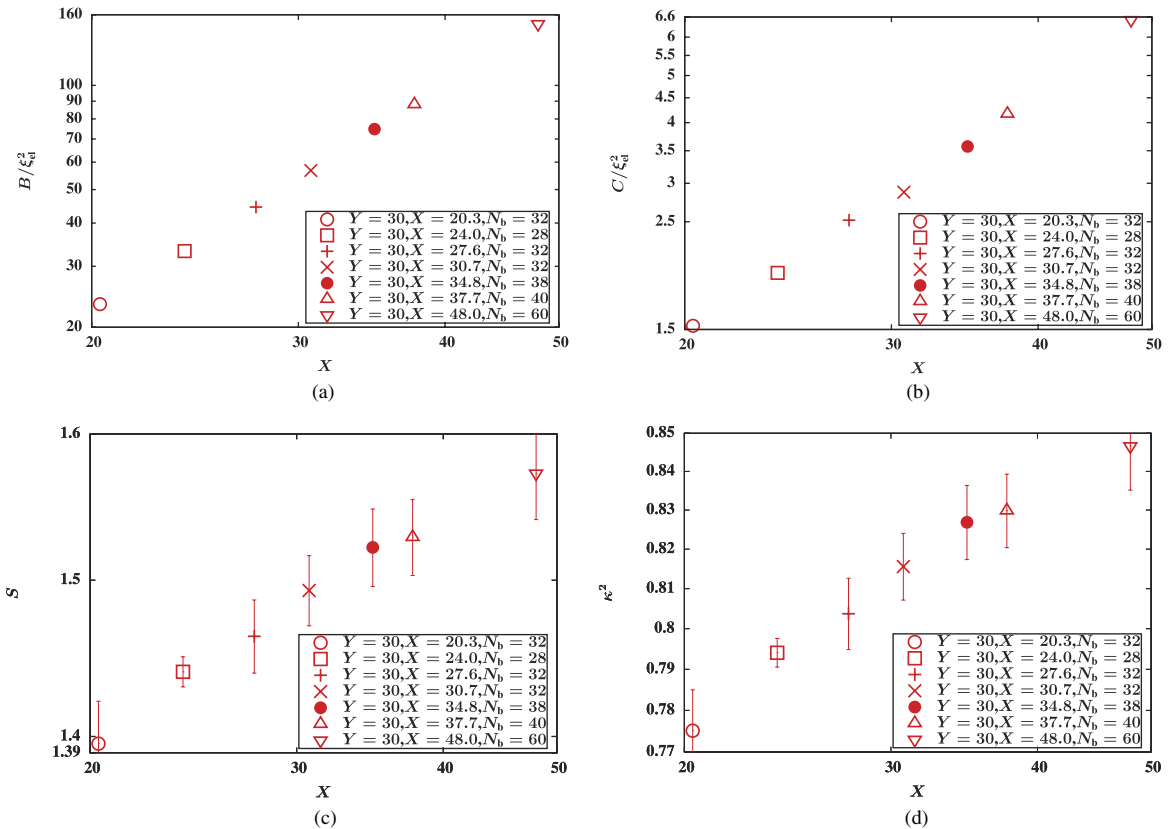 160
100
90
80
70
60
50
40
30
20
B/ξ²ₑₗ
20
30
40
50
X
Y = 30,X = 20.3,N_b = 32
Y = 30,X = 24.0,N_b = 28
Y = 30,X = 27.6,N_b = 32
Y = 30,X = 30.7,N_b = 32
Y = 30,X = 34.8,N_b = 38
Y = 30,X = 37.7,N_b = 40
Y = 30,X = 48.0,N_b = 60
(a)
6.6
6
5.5
5
4.5
4
3.5
3
2.5
1.5
C/ξ²ₑₗ
20
30
40
50
X
Y = 30,X = 20.3,N_b = 32
Y = 30,X = 24.0,N_b = 28
Y = 30,X = 27.6,N_b = 32
Y = 30,X = 30.7,N_b = 32
Y = 30,X = 34.8,N_b = 38
Y = 30,X = 37.7,N_b = 40
Y = 30,X = 48.0,N_b = 60
(b)
1.6
1.5
1.4
1.39
S
20
30
40
50
X
Y = 30,X = 20.3,N_b = 32
Y = 30,X = 24.0,N_b = 28
Y = 30,X = 27.6,N_b = 32
Y = 30,X = 30.7,N_b = 32
Y = 30,X = 34.8,N_b = 38
Y = 30,X = 37.7,N_b = 40
Y = 30,X = 48.0,N_b = 60
(c)
0.85
0.84
0.83
0.82
0.81
0.8
0.79
0.78
0.77
κ²
20
30
40
50
X
Y = 30,X = 20.3,N_b = 32
Y = 30,X = 24.0,N_b = 28
Y = 30,X = 27.6,N_b = 32
Y = 30,X = 30.7,N_b = 32
Y = 30,X = 34.8,N_b = 38
Y = 30,X = 37.7,N_b = 40
Y = 30,X = 48.0,N_b = 60
(d)